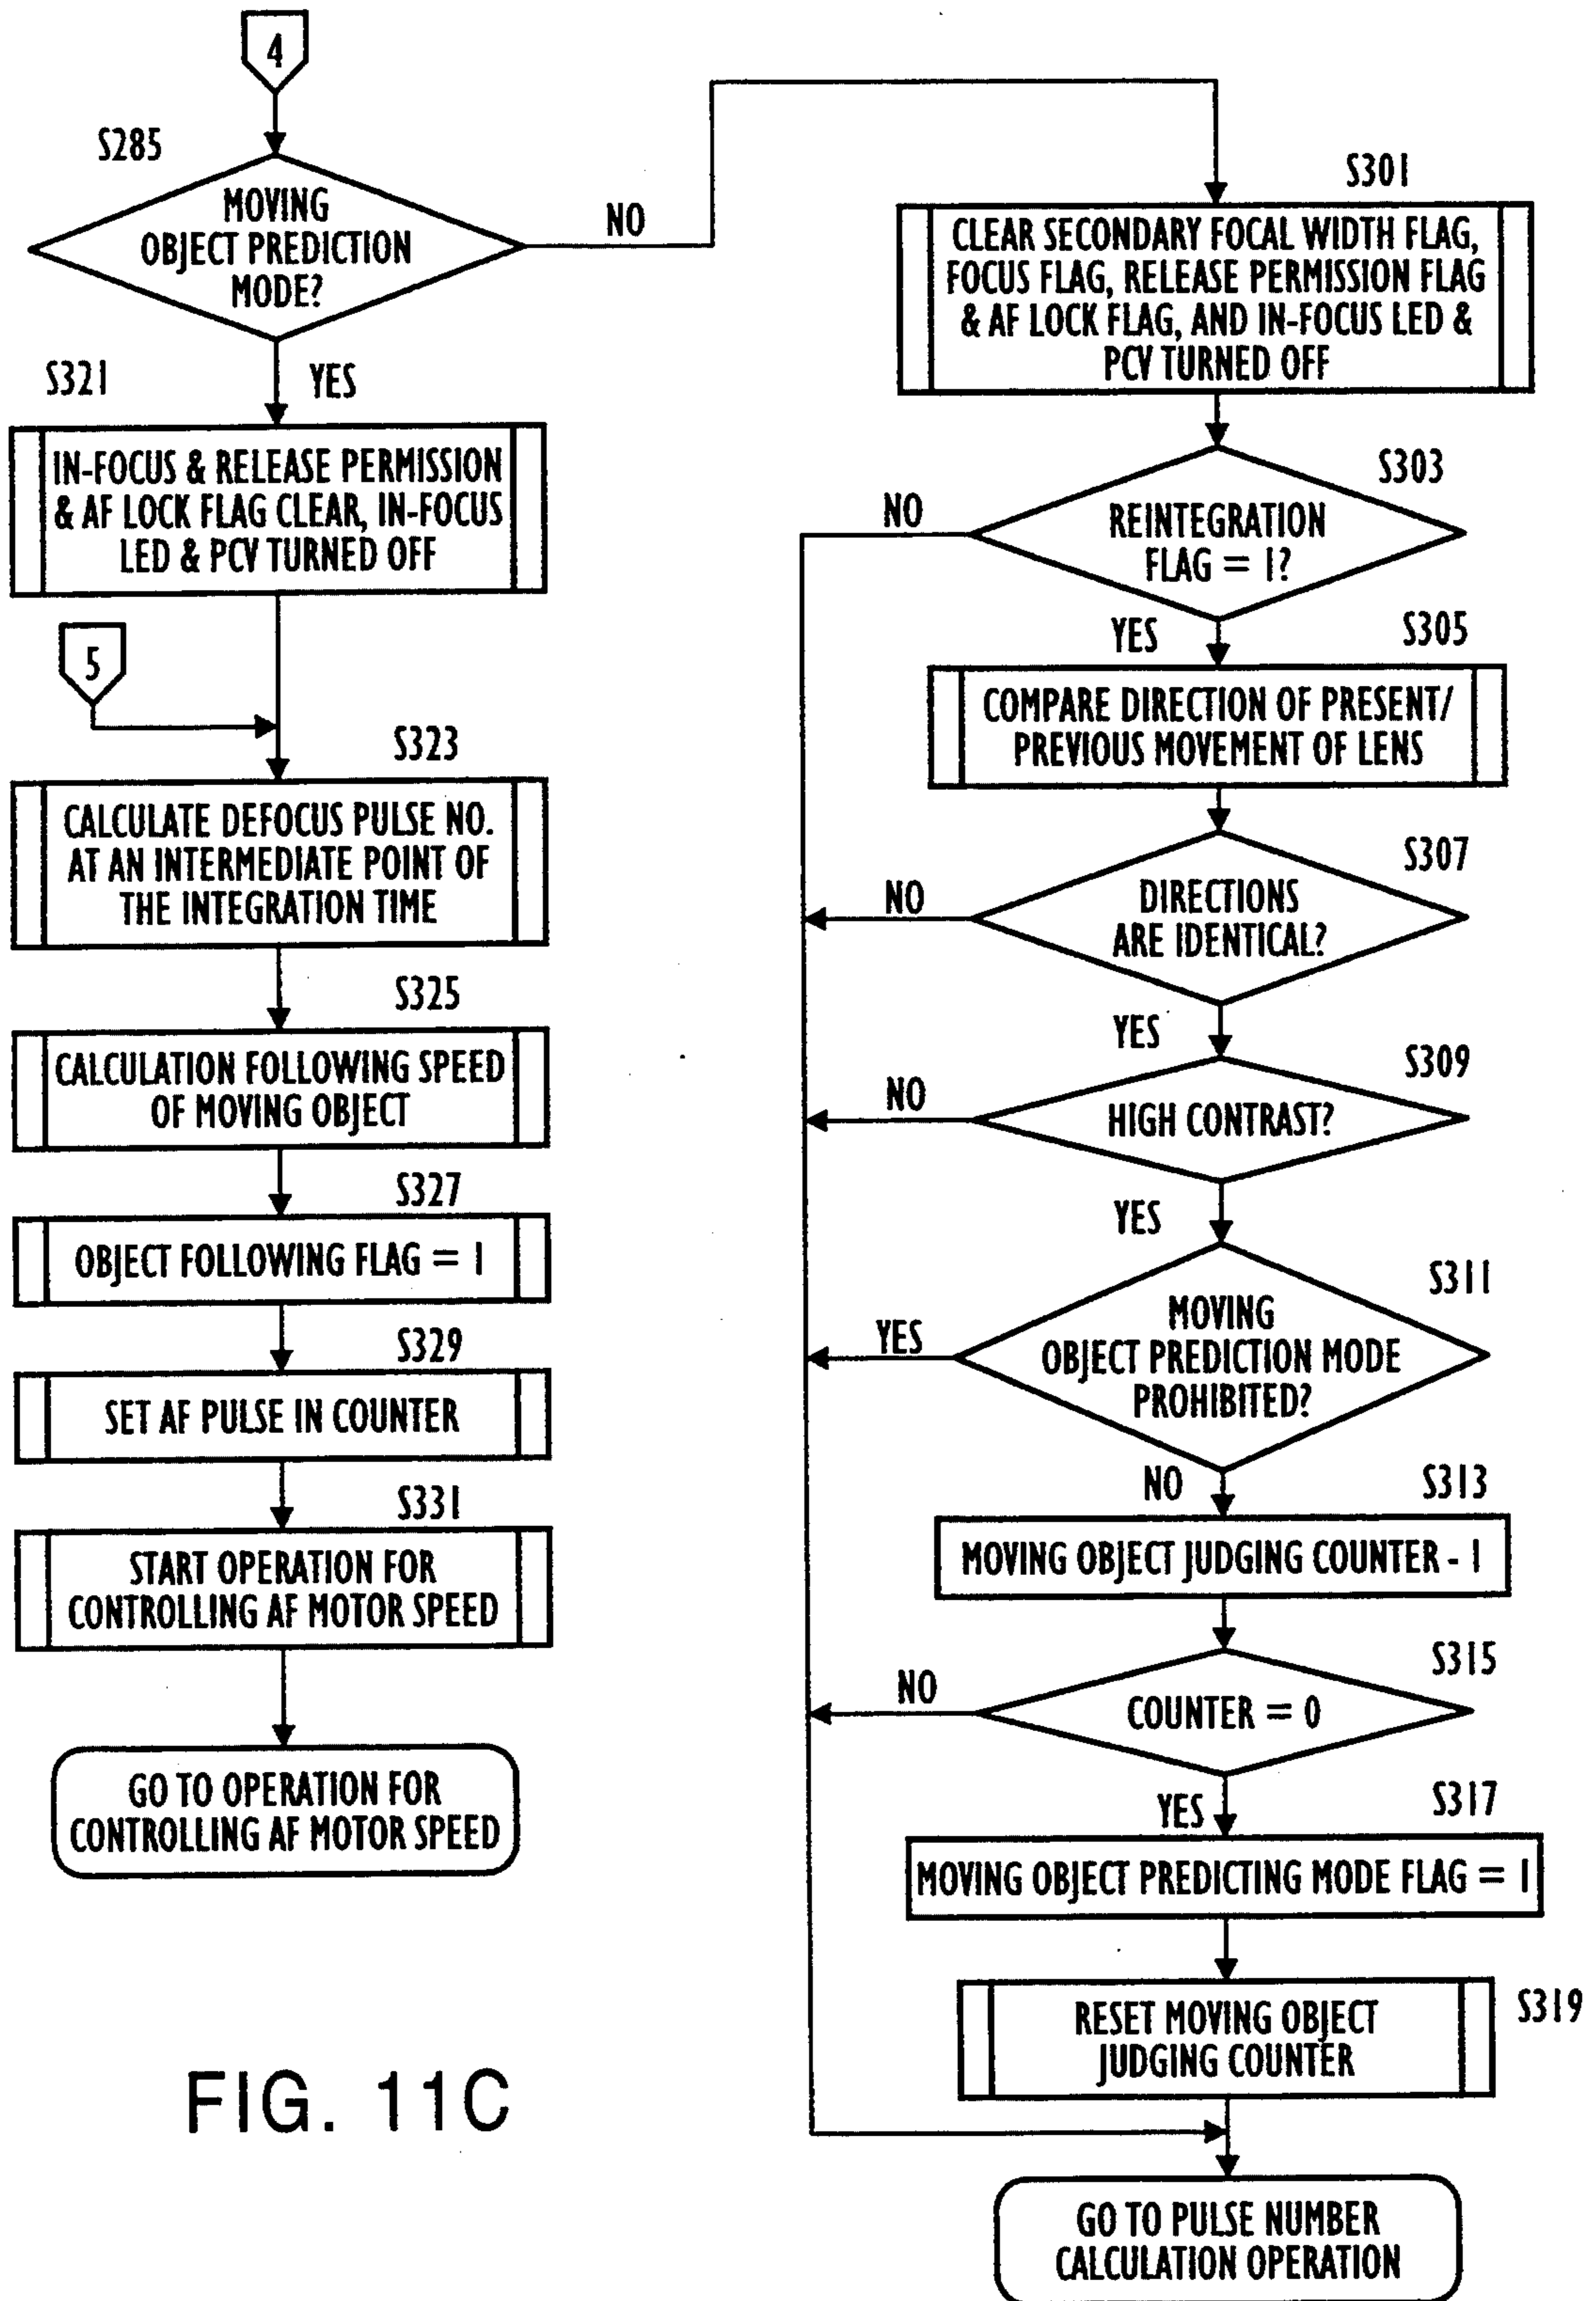 4
S285
MOVING
OBJECT PREDICTION
MODE?
NO
YES
S321
IN-FOCUS & RELEASE PERMISSION
& AF LOCK FLAG CLEAR, IN-FOCUS
LED & PCV TURNED OFF
5
S323
CALCULATE DEFOCUS PULSE NO.
AT AN INTERMEDIATE POINT OF
THE INTEGRATION TIME
S325
CALCULATION FOLLOWING SPEED
OF MOVING OBJECT
S327
OBJECT FOLLOWING FLAG = 1
S329
SET AF PULSE IN COUNTER
S331
START OPERATION FOR
CONTROLLING AF MOTOR SPEED
GO TO OPERATION FOR
CONTROLLING AF MOTOR SPEED
S301
CLEAR SECONDARY FOCAL WIDTH FLAG,
FOCUS FLAG, RELEASE PERMISSION FLAG
& AF LOCK FLAG, AND IN-FOCUS LED &
PCV TURNED OFF
S303
REINTEGRATION
FLAG = 1?
NO
YES
S305
COMPARE DIRECTION OF PRESENT/
PREVIOUS MOVEMENT OF LENS
S307
DIRECTIONS
ARE IDENTICAL?
NO
YES
S309
HIGH CONTRAST?
NO
YES
S311
MOVING
OBJECT PREDICTION MODE
PROHIBITED?
YES
NO
S313
MOVING OBJECT JUDGING COUNTER - 1
S315
COUNTER = 0
NO
YES
S317
MOVING OBJECT PREDICTING MODE FLAG = 1
S319
RESET MOVING OBJECT
JUDGING COUNTER
GO TO PULSE NUMBER
CALCULATION OPERATION
FIG. 11C